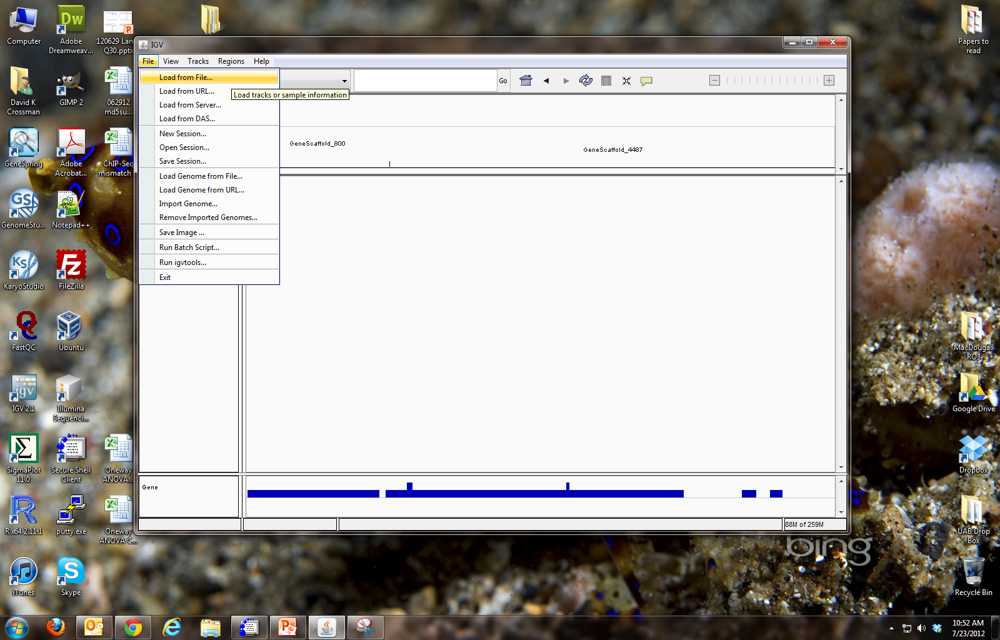 Computer
Adobe
Dreamweav...
120629 Lan
Q30.pptx
Papers to
read
IGV
File
View
Tracks
Regions
Help
Load from File...
Load from URL...
Load from Server...
Load from DAS...
New Session...
Open Session...
Save Session...
Load Genome from File...
Load Genome from URL...
Import Genome...
Remove Imported Genomes...
Save Image ...
Run Batch Script...
Run igvtools...
Exit
Load tracks or sample information
Go
GeneScaffold_800
GeneScaffold_4487
Gene
88M of 259M
David K
Crossman
GIMP 2
062912
md5su...
GeneSpring
Adobe
Acrobat...
ChIP-Seq
mismatch
GenomeStu...
Notepad++
KaryoStudio
FileZilla
FastQC
Ubuntu
IGV 2.1
Illumina
Sequenci...
SigmaPlot
11.0
Secure Shell
Client
Oneway
ANOVA...
R x64 2.11.1
putty.exe
Oneway
ANOVA C...
iTunes
Skype
MacDougall
RO3
Google Drive
Dropbox
UAB Drop
Box
Recycle Bin
bing
10:52 AM
7/23/2012